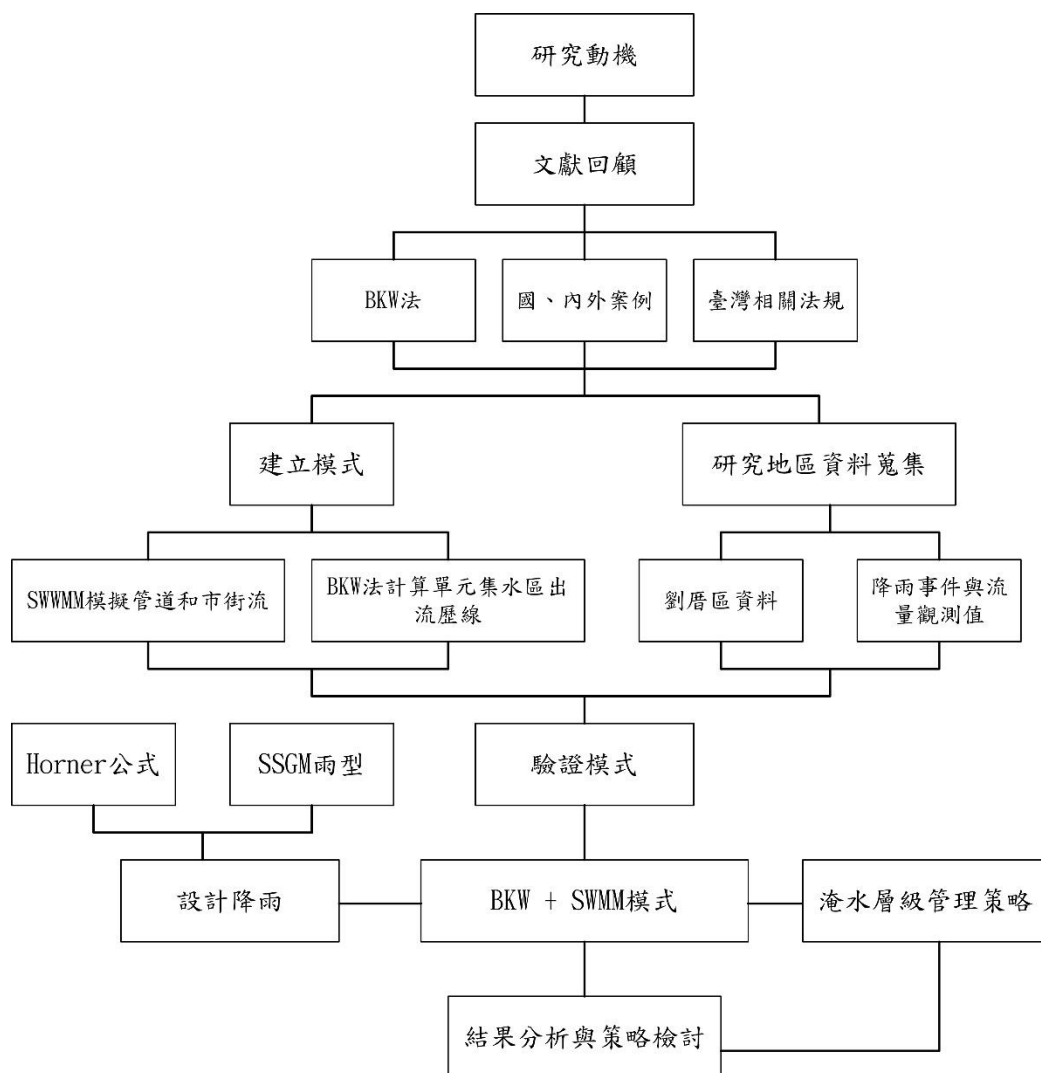 研究動機
文獻回顧
BKW法
國、內外案例
臺灣相關法規
建立模式
研究地區資料蒐集
SWWMM模擬管道和市街流
BKW法計算單元集水區出
流歷線
劉厝區資料
降雨事件與流
量觀測值
Horner公式
SSGM雨型
驗證模式
設計降雨
BKW + SWMM模式
淹水層級管理策略
結果分析與策略檢討